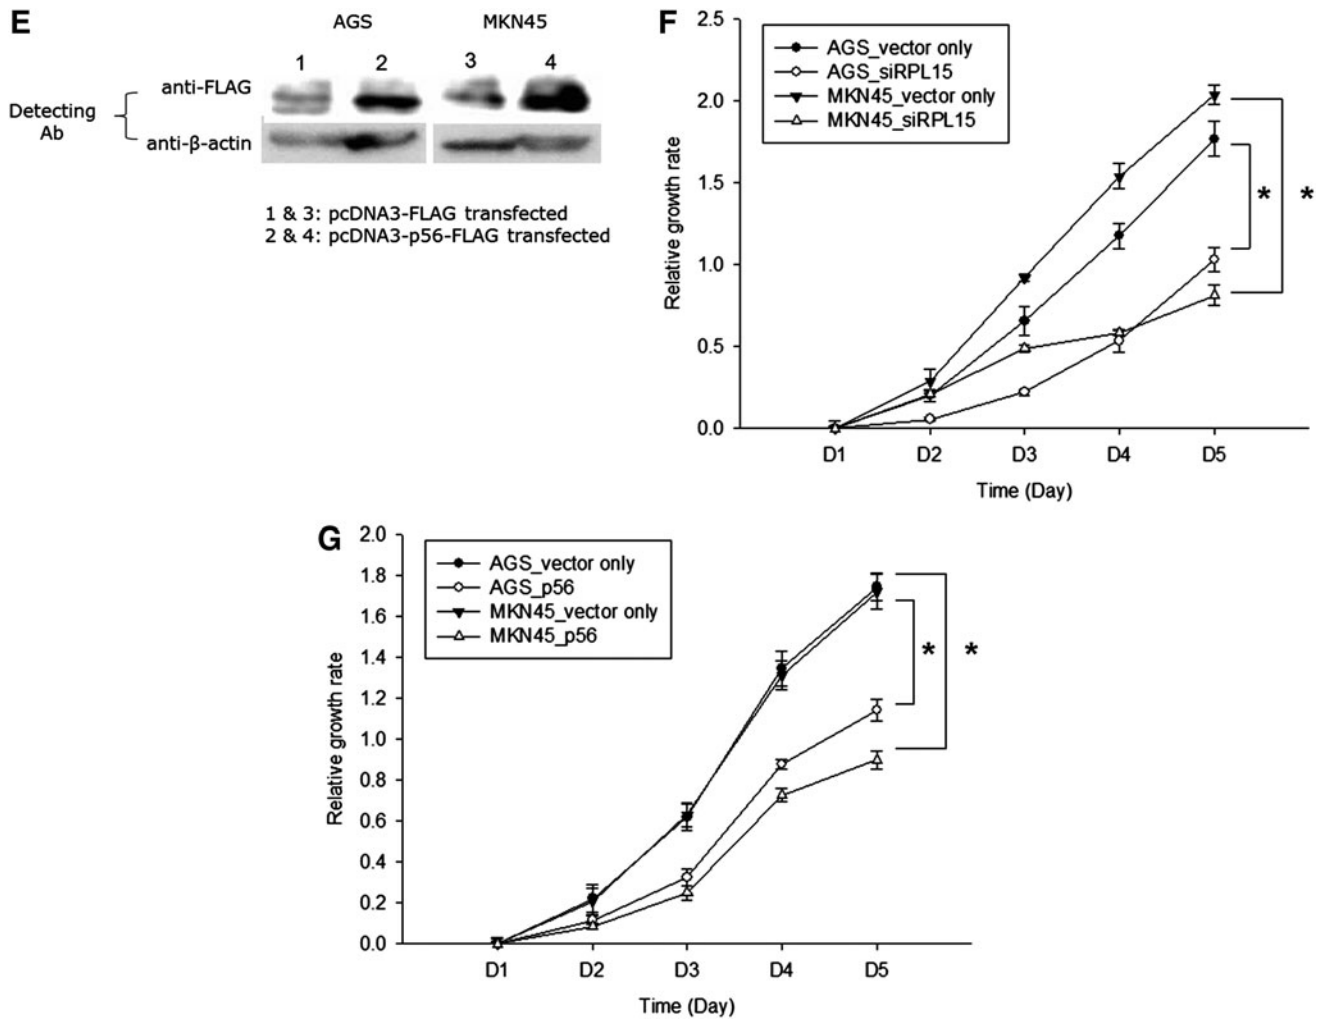 E
AGS MKN45
1 2 3 4
anti-FLAG
Detecting
Ab
anti-β-actin
1 & 3: pcDNA3-FLAG transfected
2 & 4: pcDNA3-p56-FLAG transfected
F
2.5
2.0
1.5
1.0
0.5
0.0
Relative growth rate
AGS_vector only
AGS_siRPL15
MKN45_vector only
MKN45_siRPL15
* *
D1 D2 D3 D4 D5
Time (Day)
G
2.0
1.8
1.6
1.4
1.2
1.0
0.8
0.6
0.4
0.2
0.0
Relative growth rate
AGS_vector only
AGS_p56
MKN45_vector only
MKN45_p56
* *
D1 D2 D3 D4 D5
Time (Day)